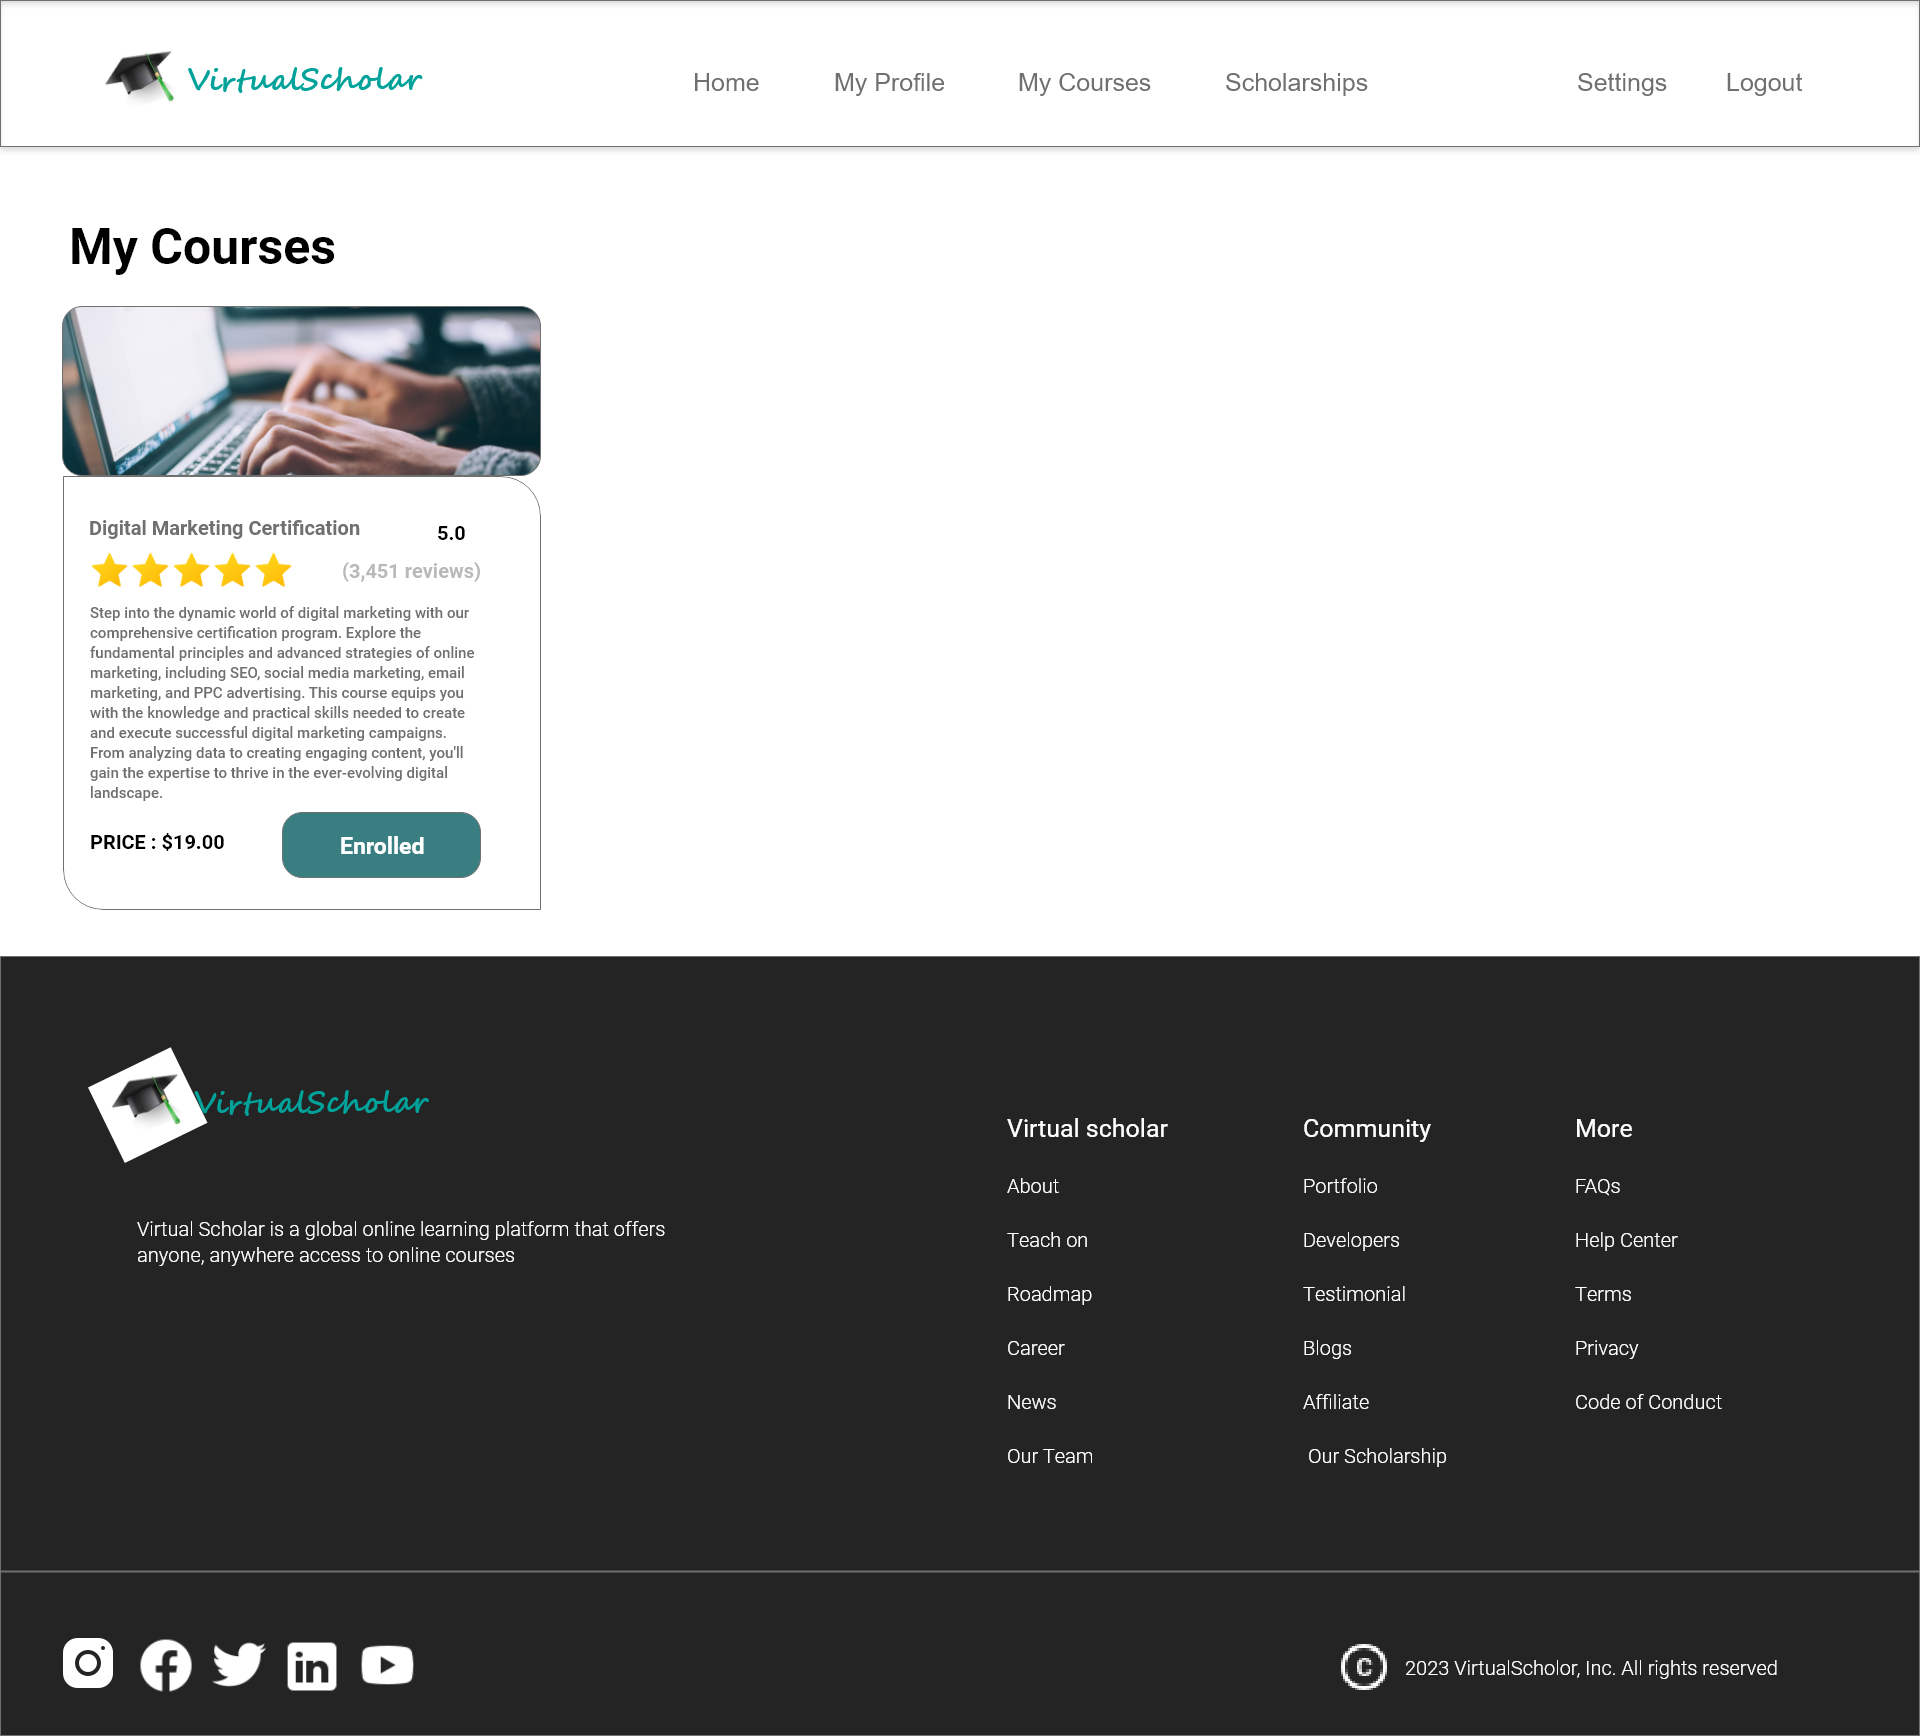 VirtualScholar
Home My Profile My Courses Scholarships Settings Logout
My Courses
Digital Marketing Certification
5.0
(3,451 reviews)
Step into the dynamic world of digital marketing with our
comprehensive certification program. Explore the
fundamental principles and advanced strategies of online
marketing, including SEO, social media marketing, email
marketing, and PPC advertising. This course equips you
with the knowledge and practical skills needed to create
and execute successful digital marketing campaigns.
From analyzing data to creating engaging content, you'll
gain the expertise to thrive in the ever-evolving digital
landscape.
PRICE : $19.00
Enrolled
VirtualScholar
Virtual Scholar is a global online learning platform that offers
anyone, anywhere access to online courses
Virtual scholar
About
Teach on
Roadmap
Career
News
Our Team
Community
Portfolio
Developers
Testimonial
Blogs
Affiliate
Our Scholarship
More
FAQs
Help Center
Terms
Privacy
Code of Conduct
© 2023 VirtualScholor, Inc. All rights reserved